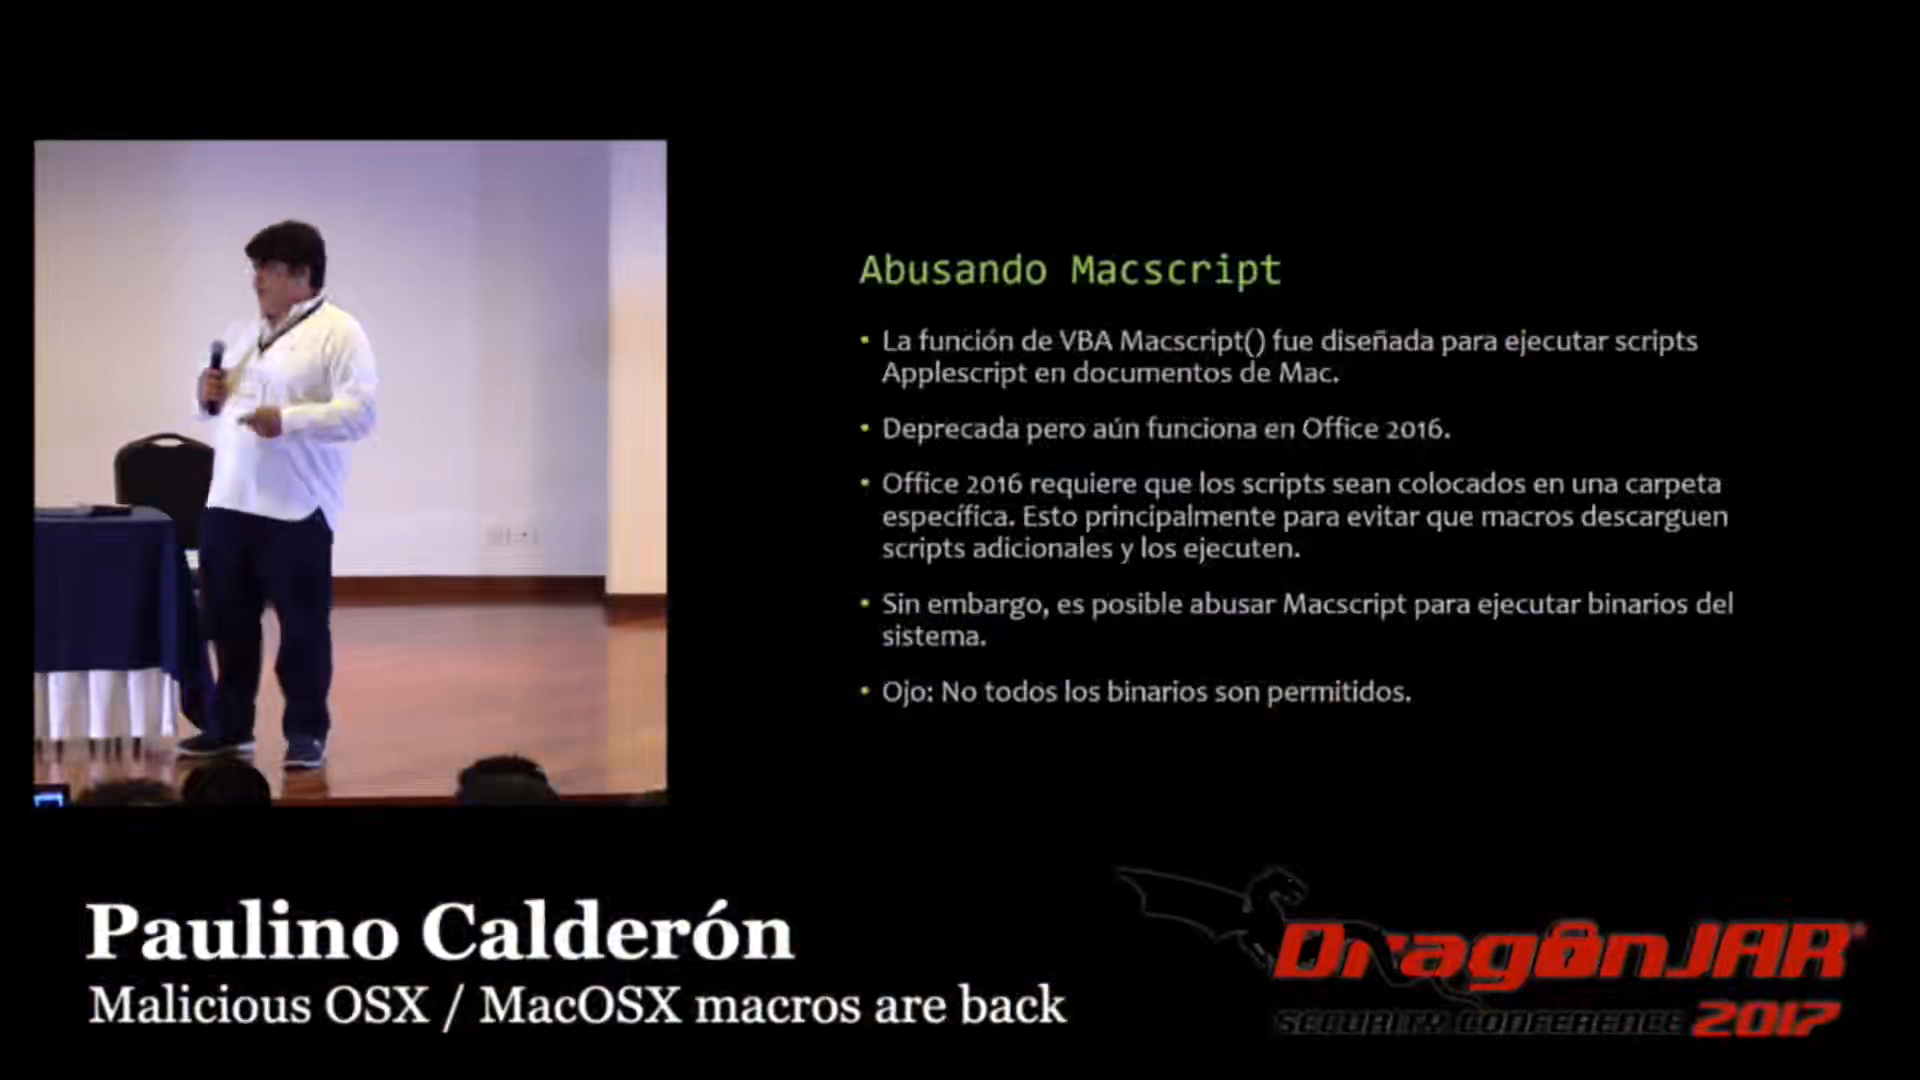 Abusando Macscript
• La función de VBA Macscript() fue diseñada para ejecutar scripts
Applescript en documentos de Mac.
• Deprecada pero aún funciona en Office 2016.
• Office 2016 requiere que los scripts sean colocados en una carpeta
específica. Esto principalmente para evitar que macros descarguen
scripts adicionales y los ejecuten.
• Sin embargo, es posible abusar Macscript para ejecutar binarios del
sistema.
• Ojo: No todos los binarios son permitidos.
Paulino Calderón
Malicious OSX / MacOSX macros are back
DragonJAR
SECURITY CONFERENCE 2017